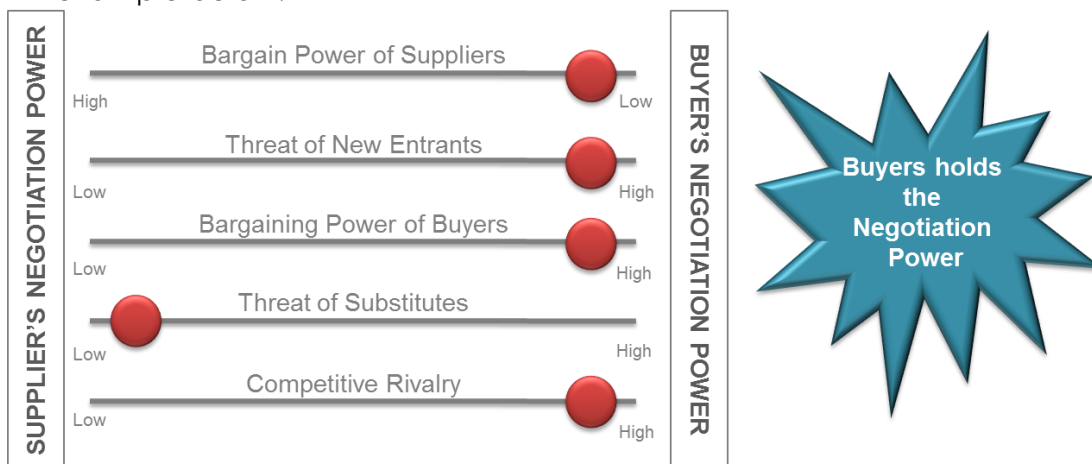 SUPPLIER'S NEGOTIATION POWER
Bargain Power of Suppliers
High
Low
Threat of New Entrants
Low
High
Bargaining Power of Buyers
Low
High
Threat of Substitutes
Low
High
Competitive Rivalry
Low
High
BUYER'S NEGOTIATION POWER
Buyers holds
the
Negotiation
Power